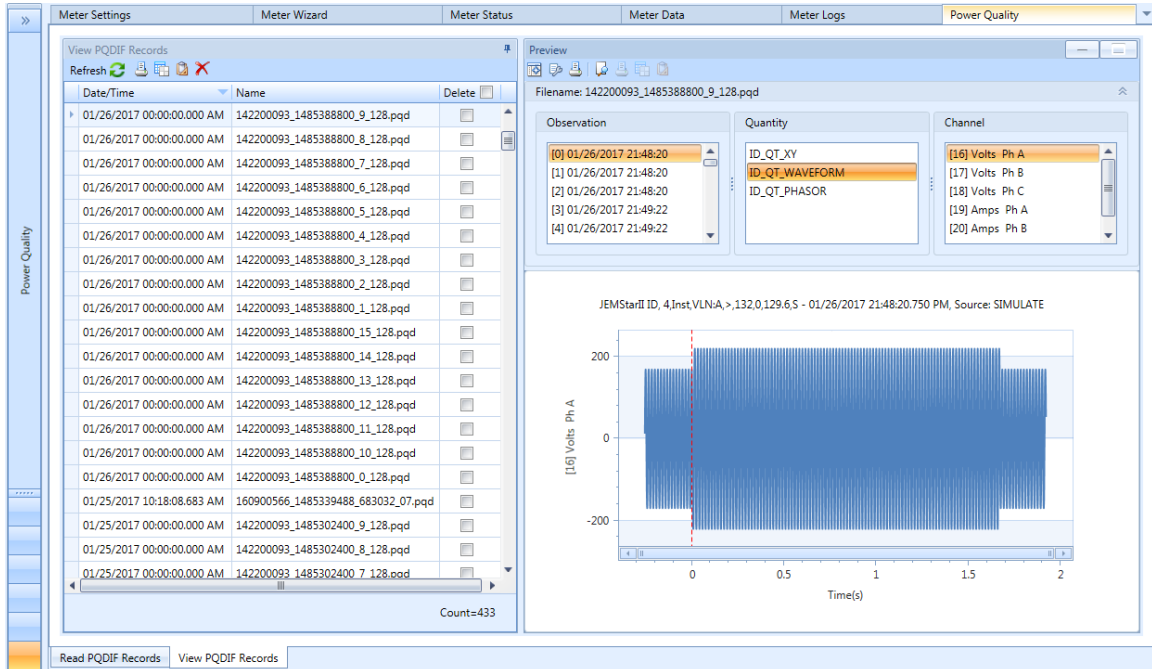 Meter Settings Meter Wizard Meter Status Meter Data Meter Logs Power Quality
Power Quality
View PQDIF Records
Refresh
Date/Time Name Delete
01/26/2017 00:00:00.000 AM 142200093_1485388800_9_128.pqd
01/26/2017 00:00:00.000 AM 142200093_1485388800_8_128.pqd
01/26/2017 00:00:00.000 AM 142200093_1485388800_7_128.pqd
01/26/2017 00:00:00.000 AM 142200093_1485388800_6_128.pqd
01/26/2017 00:00:00.000 AM 142200093_1485388800_5_128.pqd
01/26/2017 00:00:00.000 AM 142200093_1485388800_4_128.pqd
01/26/2017 00:00:00.000 AM 142200093_1485388800_3_128.pqd
01/26/2017 00:00:00.000 AM 142200093_1485388800_2_128.pqd
01/26/2017 00:00:00.000 AM 142200093_1485388800_1_128.pqd
01/26/2017 00:00:00.000 AM 142200093_1485388800_15_128.pqd
01/26/2017 00:00:00.000 AM 142200093_1485388800_14_128.pqd
01/26/2017 00:00:00.000 AM 142200093_1485388800_13_128.pqd
01/26/2017 00:00:00.000 AM 142200093_1485388800_12_128.pqd
01/26/2017 00:00:00.000 AM 142200093_1485388800_11_128.pqd
01/26/2017 00:00:00.000 AM 142200093_1485388800_10_128.pqd
01/26/2017 00:00:00.000 AM 142200093_1485388800_0_128.pqd
01/25/2017 10:18:08.683 AM 160900566_1485339488_683032_07.pqd
01/25/2017 00:00:00.000 AM 142200093_1485302400_9_128.pqd
01/25/2017 00:00:00.000 AM 142200093_1485302400_8_128.pqd
01/25/2017 00:00:00.000 AM 142200093_1485302400_7_128.pqd
Count=433
Preview
Filename: 142200093_1485388800_9_128.pqd
Observation
[0] 01/26/2017 21:48:20
[1] 01/26/2017 21:48:20
[2] 01/26/2017 21:48:20
[3] 01/26/2017 21:49:22
[4] 01/26/2017 21:49:22
Quantity
ID_QT_XY
ID_QT_WAVEFORM
ID_QT_PHASOR
Channel
[16] Volts Ph A
[17] Volts Ph B
[18] Volts Ph C
[19] Amps Ph A
[20] Amps Ph B
JEMStarII ID, 4,Inst,VLN:A,>,132,0,129.6,S - 01/26/2017 21:48:20.750 PM, Source: SIMULATE
[16] Volts Ph A
200
0
-200
0 0.5 1 1.5 2
Time(s)
Read PQDIF Records View PQDIF Records